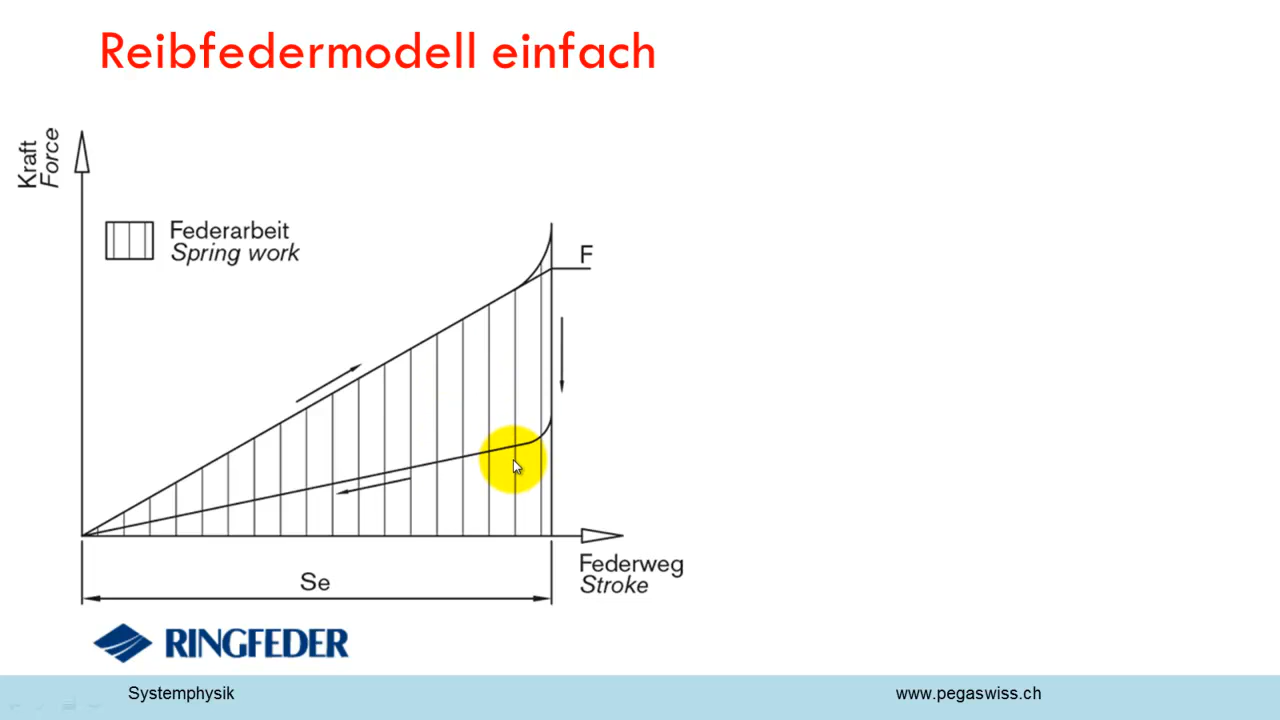 Reibfedermodell einfach
Kraft
Force
Federarbeit
Spring work
F
Federweg
Stroke
Se
RINGFEDER
Systemphysik
www.pegaswiss.ch